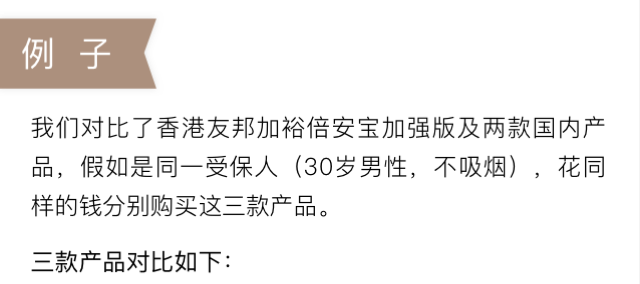 例 子
我们对比了香港友邦加裕倍安宝加强版及两款国内产
品，假如是同一受保人（30岁男性，不吸烟），花同
样的钱分别购买这三款产品。
三款产品对比如下：